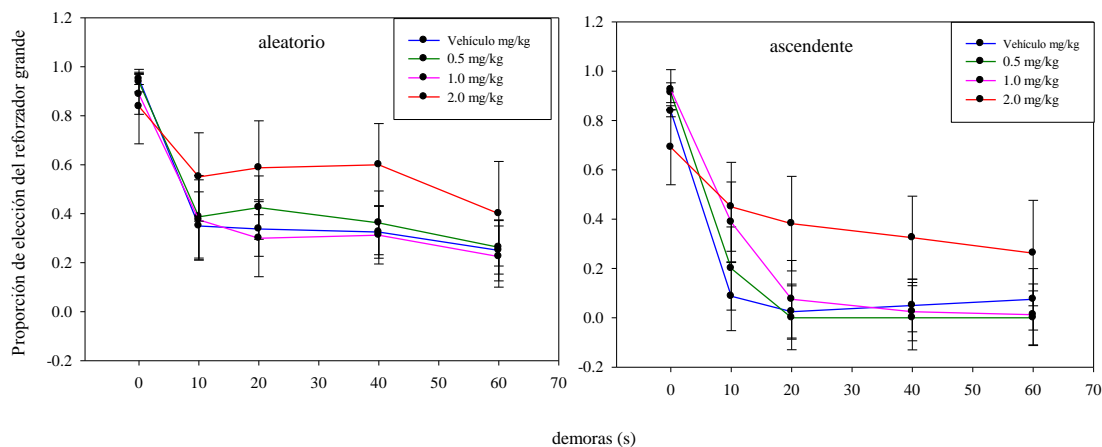 Proporción de elección del reforzador grande
1.2
1.0
0.8
0.6
0.4
0.2
0.0
-0.2
aleatorio
Vehículo mg/kg
0.5 mg/kg
1.0 mg/kg
2.0 mg/kg
0 10 20 30 40 50 60 70
1.2
1.0
0.8
0.6
0.4
0.2
0.0
-0.2
ascendente
Vehículo mg/kg
0.5 mg/kg
1.0 mg/kg
2.0 mg/kg
0 10 20 30 40 50 60 70
demoras (s)